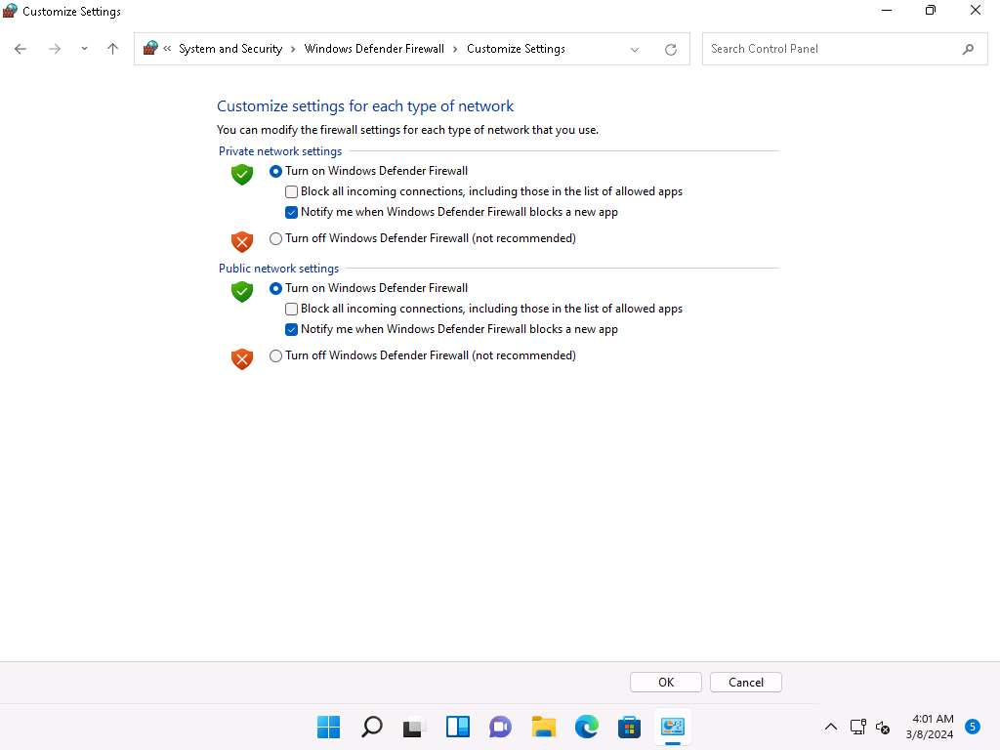 Customize Settings
« System and Security › Windows Defender Firewall › Customize Settings
Search Control Panel
Customize settings for each type of network
You can modify the firewall settings for each type of network that you use.
Private network settings
Turn on Windows Defender Firewall
Block all incoming connections, including those in the list of allowed apps
Notify me when Windows Defender Firewall blocks a new app
Turn off Windows Defender Firewall (not recommended)
Public network settings
Turn on Windows Defender Firewall
Block all incoming connections, including those in the list of allowed apps
Notify me when Windows Defender Firewall blocks a new app
Turn off Windows Defender Firewall (not recommended)
OK Cancel
4:01 AM
3/8/2024
5